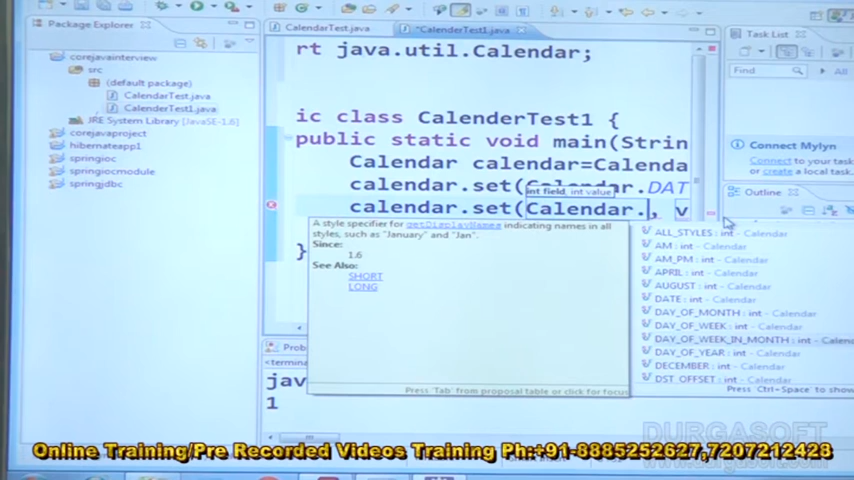 Package Explorer
CalendarTest.java
*CalenderTest1.java
Task List
corejavainterview
src
(default package)
CalendarTest.java
CalenderTest1.java
JRE System Library [JavaSE-1.6]
corejavaproject
hibernateapp1
springioc
springiocmodule
springjdbc
rt java.util.Calendar;
ic class CalenderTest1 {
public static void main(Strin
Calendar calendar=Calenda
calendar.set(Calendar.DAT
int field, int value
calendar.set(Calendar., v
}
A style specifier for getDisplayNames indicating names in all
styles, such as "January" and "Jan".
Since:
1.6
See Also:
SHORT
LONG
Press 'Tab' from proposal table or click for focus
Find
All
Connect Mylyn
Connect to your task
or create a local task.
Outline
ALL_STYLES : int - Calendar
AM : int - Calendar
AM_PM : int - Calendar
APRIL : int - Calendar
AUGUST : int - Calendar
DATE : int - Calendar
DAY_OF_MONTH : int - Calendar
DAY_OF_WEEK : int - Calendar
DAY_OF_WEEK_IN_MONTH : int - Calenda
DAY_OF_YEAR : int - Calendar
DECEMBER : int - Calendar
DST_OFFSET : int - Calendar
Press 'Ctrl-Space' to show
Prob
<termina
jav
1
DURGASOFT
Online Training/Pre Recorded Videos Training Ph:+91-8885252627,7207212428